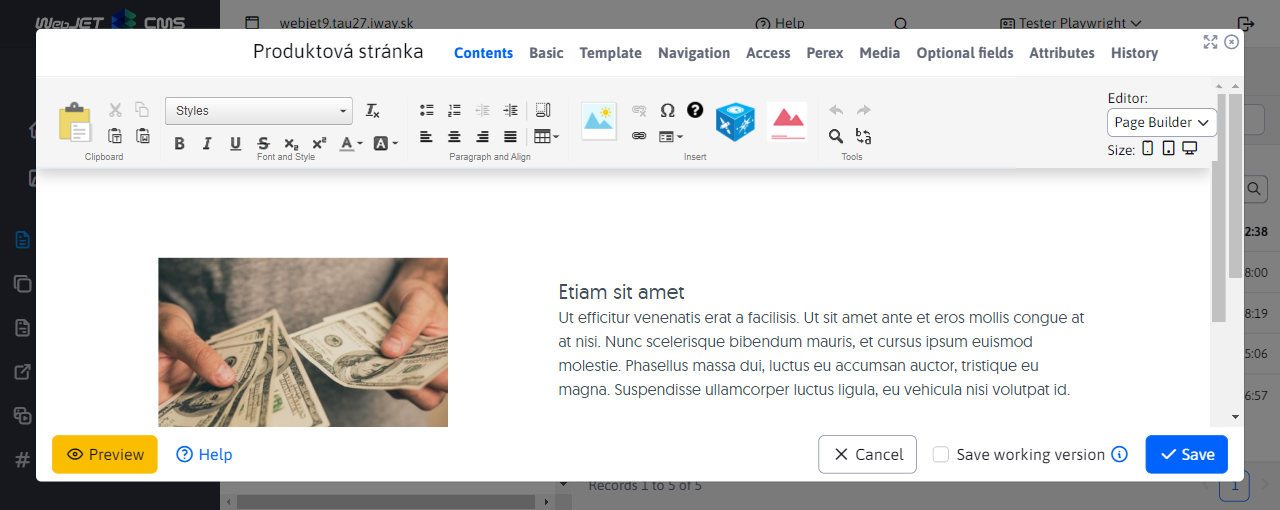 WebJET CMS
webjet9.tau27.iway.sk
Help
Tester Playwright
Produktová stránka
Contents Basic Template Navigation Access Perex Media Optional fields Attributes History
Styles
Clipboard
Font and Style
Paragraph and Align
Insert
Tools
Editor:
Page Builder
Size:
2:38
8:00
8:19
5:06
6:57
Etiam sit amet
Ut efficitur venenatis erat a facilisis. Ut sit amet ante et eros mollis congue at
at nisi. Nunc scelerisque bibendum mauris, et cursus ipsum euismod
molestie. Phasellus massa dui, luctus eu accumsan auctor, tristique eu
magna. Suspendisse ullamcorper luctus ligula, eu vehicula nisi volutpat id.
Preview Help Cancel Save working version Save
Records 1 to 5 of 5
1